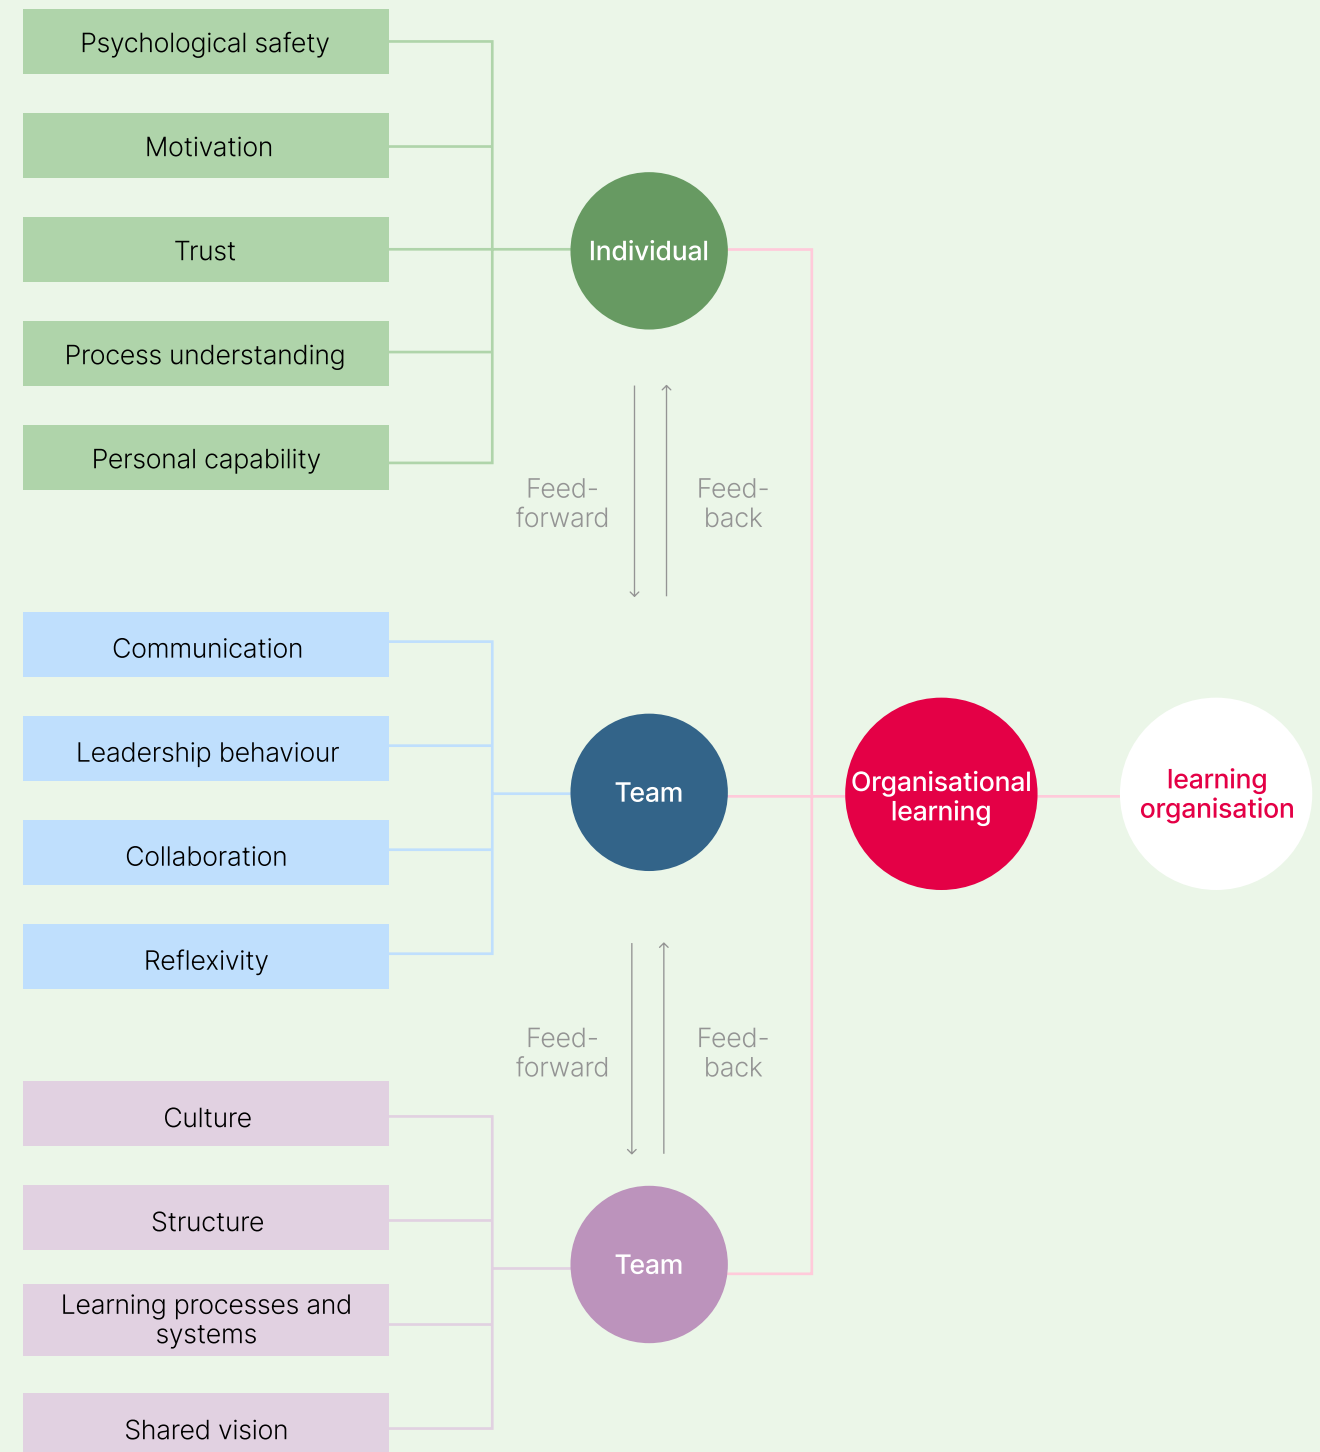 Psychological safety
Motivation
Trust
Process understanding
Personal capability
Individual
Feed-
forward
Feed-
back
Communication
Leadership behaviour
Collaboration
Reflexivity
Team
Organisational
learning
learning
organisation
Feed-
forward
Feed-
back
Culture
Structure
Learning processes and
systems
Shared vision
Team